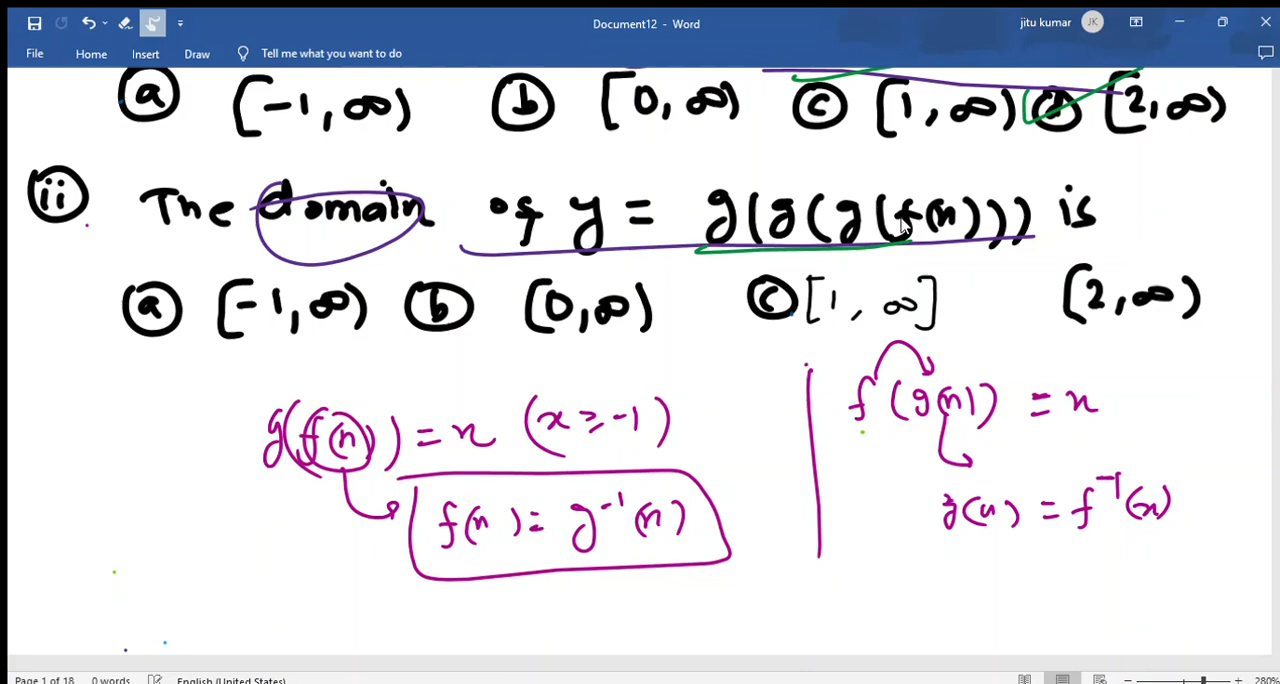 Document12 - Word
jitu kumar JK
File Home Insert Draw Tell me what you want to do
ⓐ [-1, ∞) ⓑ [0, ∞) ⓒ [1, ∞) ⓓ [2, ∞)
ⓘⓘ The domain of y = g(g(g(f(x))) is
ⓐ [-1, ∞) ⓑ [0, ∞) ⓒ [1, ∞] [2, ∞)
g(f(x)) = x (x ≥ -1)
f(x) = g⁻¹(x)
f(g(x)) = x
g(x) = f⁻¹(x)
Page 1 of 18 0 words English (United States) 280%